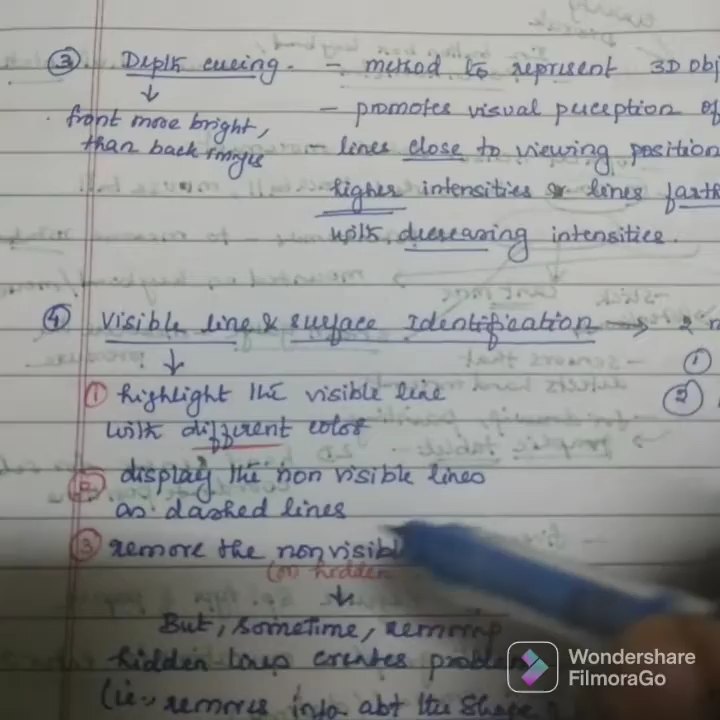 ③ Depth cueing. - method to represent 3D obj
↓
front more bright,
than back
- promotes visual perception of
- lines close to viewing position
higher intensities & lines farth
with decreasing intensities.
④ Visible line & surface Identification → 2 m
↓
① highlight the visible line
with different color
② display the non visible lines
as dashed lines
③ remove the nonvisibl
(or) hidden
↓
But, sometime, removing
hidden lines creates problem
(ie., removes info abt the shape
①
②
Wondershare
FilmoraGo